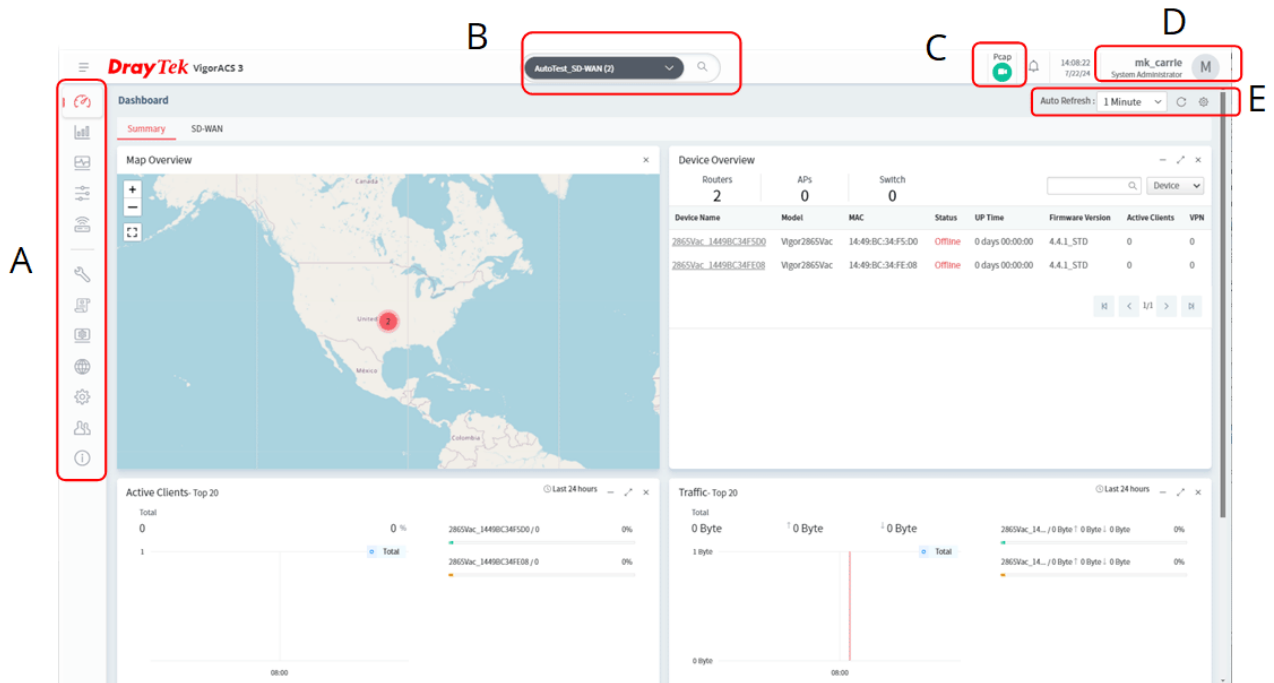 B
C
D
DrayTek VigorACS 3
AutoTest_SD-WAN (2)
Pcap
14:08:22
7/22/24
mk_carrie
System Administrator
M
Dashboard
Auto Refresh : 1 Minute
E
Summary SD-WAN
Map Overview
Device Overview
Canada
United
2
México
Colombia
Routers APs Switch
2 0 0
Device
Device Name Model MAC Status UP Time Firmware Version Active Clients VPN
2865Vac_1449BC34F5D0 Vigor2865Vac 14:49:BC:34:F5:D0 Offline 0 days 00:00:00 4.4.1_STD 0 0
2865Vac_1449BC34FE08 Vigor2865Vac 14:49:BC:34:FE:08 Offline 0 days 00:00:00 4.4.1_STD 0 0
1/1
A
Active Clients- Top 20 Last 24 hours
Total
0 0 %
2865Vac_1449BC34F5D0 / 0 0%
1
Total
2865Vac_1449BC34FE08 / 0 0%
08:00
Traffic- Top 20 Last 24 hours
Total
0 Byte ↑ 0 Byte ↓ 0 Byte
2865Vac_14... / 0 Byte ↑ 0 Byte ↓ 0 Byte 0%
1 Byte
Total
2865Vac_14... / 0 Byte ↑ 0 Byte ↓ 0 Byte 0%
0 Byte
08:00